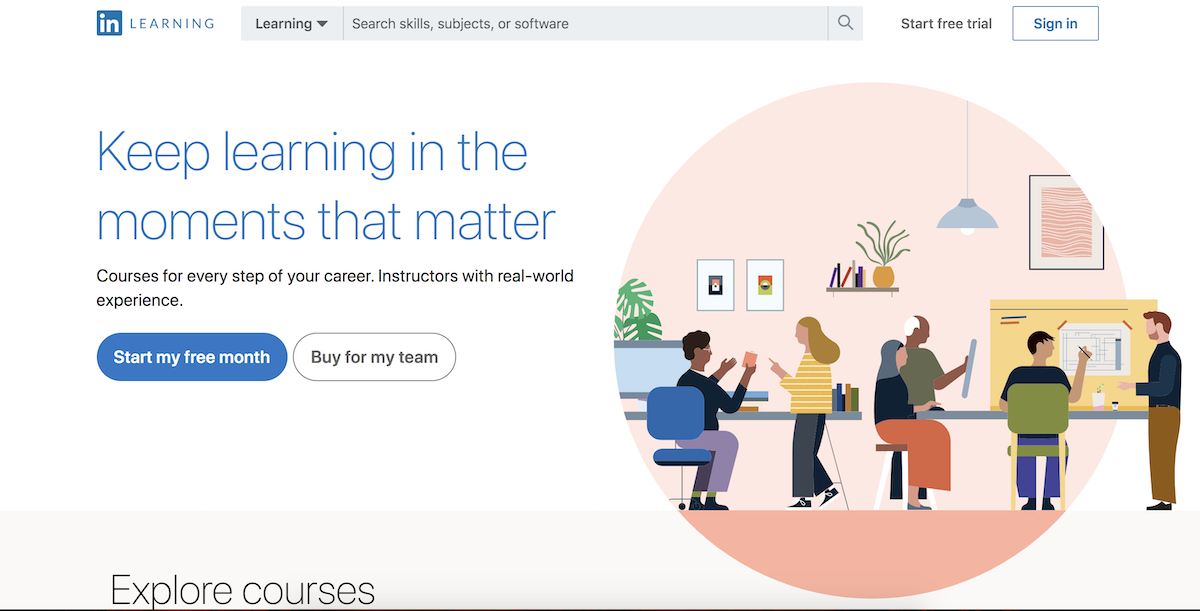 in LEARNING
Learning
Search skills, subjects, or software
Start free trial
Sign in
Keep learning in the
moments that matter
Courses for every step of your career. Instructors with real-world
experience.
Start my free month
Buy for my team
Explore courses